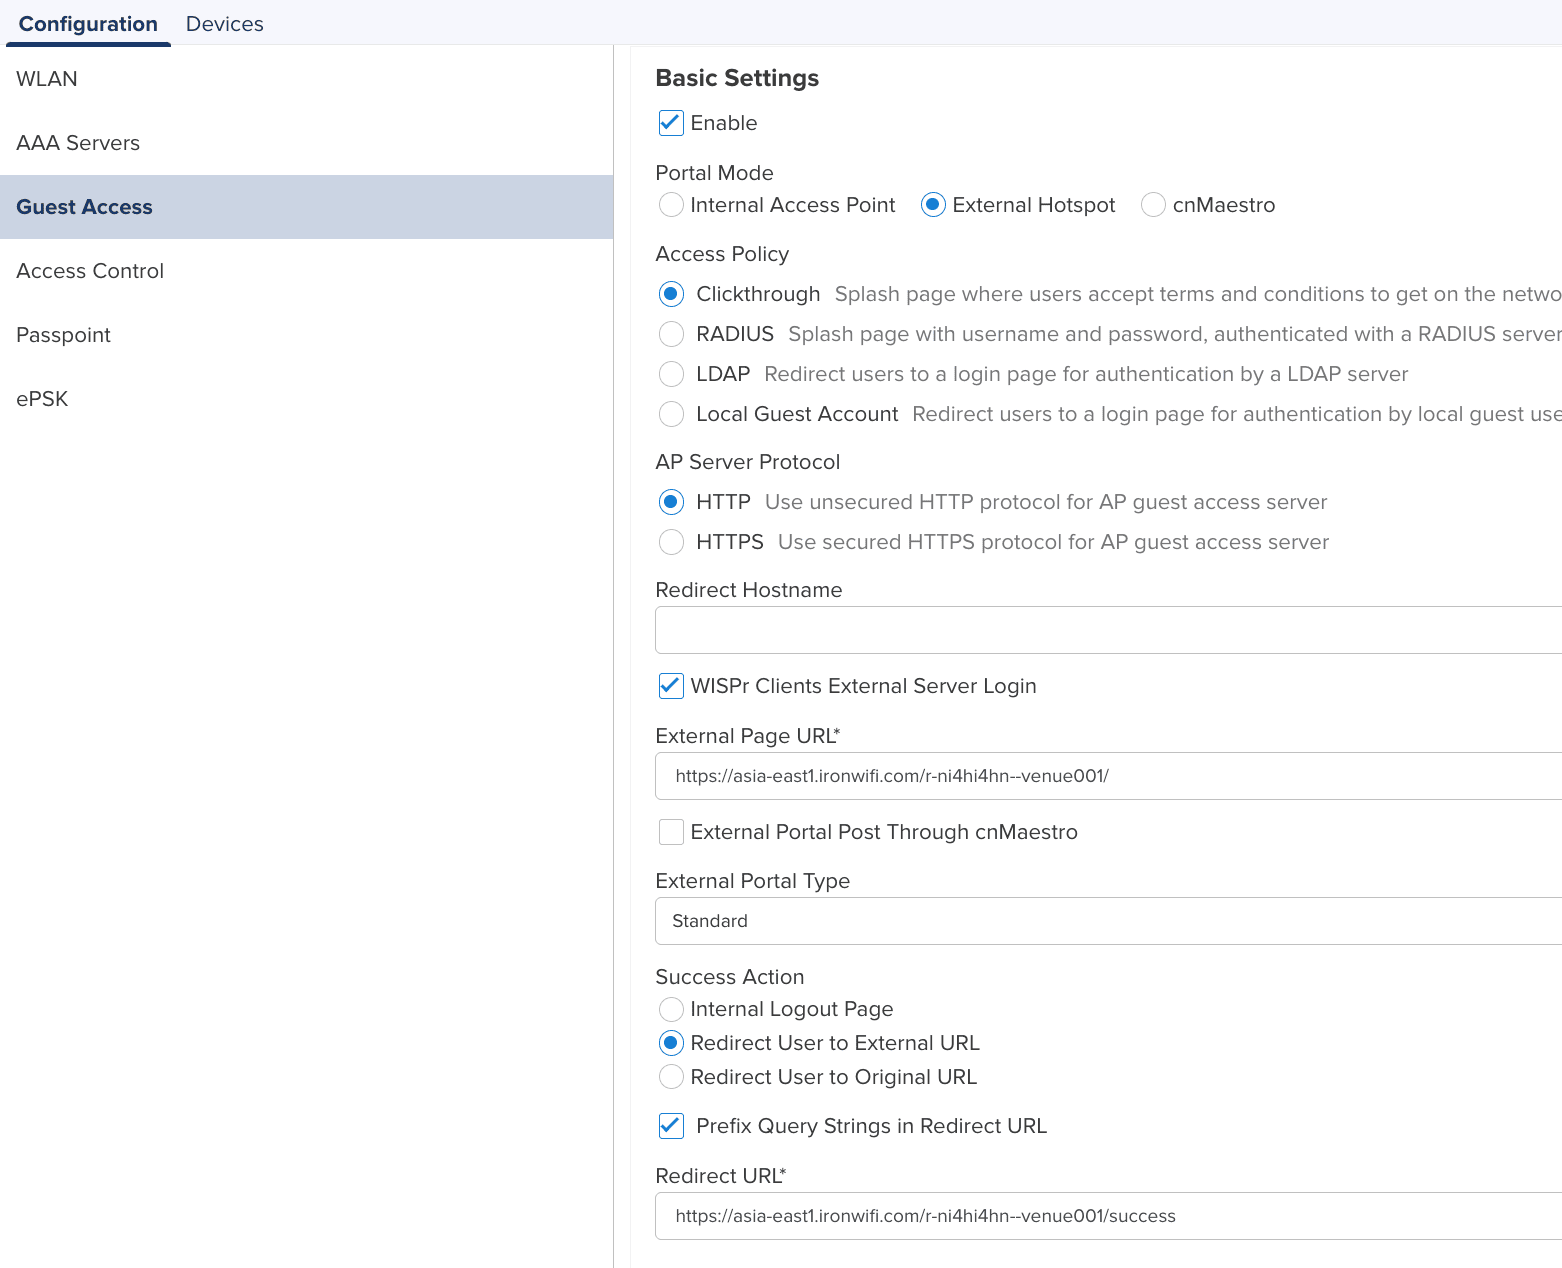 Configuration Devices
WLAN
AAA Servers
Guest Access
Access Control
Passpoint
ePSK
Basic Settings
Enable
Portal Mode
Internal Access Point External Hotspot cnMaestro
Access Policy
Clickthrough Splash page where users accept terms and conditions to get on the netwo
RADIUS Splash page with username and password, authenticated with a RADIUS server
LDAP Redirect users to a login page for authentication by a LDAP server
Local Guest Account Redirect users to a login page for authentication by local guest use
AP Server Protocol
HTTP Use unsecured HTTP protocol for AP guest access server
HTTPS Use secured HTTPS protocol for AP guest access server
Redirect Hostname
WISPr Clients External Server Login
External Page URL*
https://asia-east1.ironwifi.com/r-ni4hi4hn--venue001/
External Portal Post Through cnMaestro
External Portal Type
Standard
Success Action
Internal Logout Page
Redirect User to External URL
Redirect User to Original URL
Prefix Query Strings in Redirect URL
Redirect URL*
https://asia-east1.ironwifi.com/r-ni4hi4hn--venue001/success